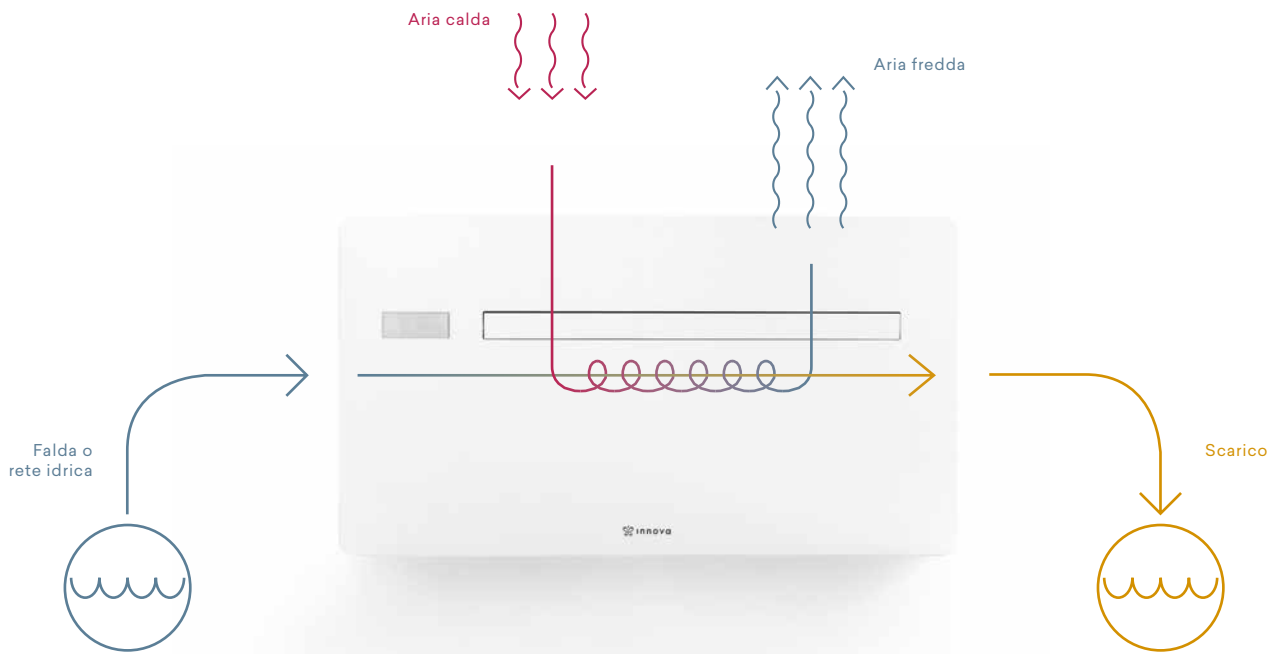 Aria calda
Aria fredda
Falda o
rete idrica
Scarico
innova